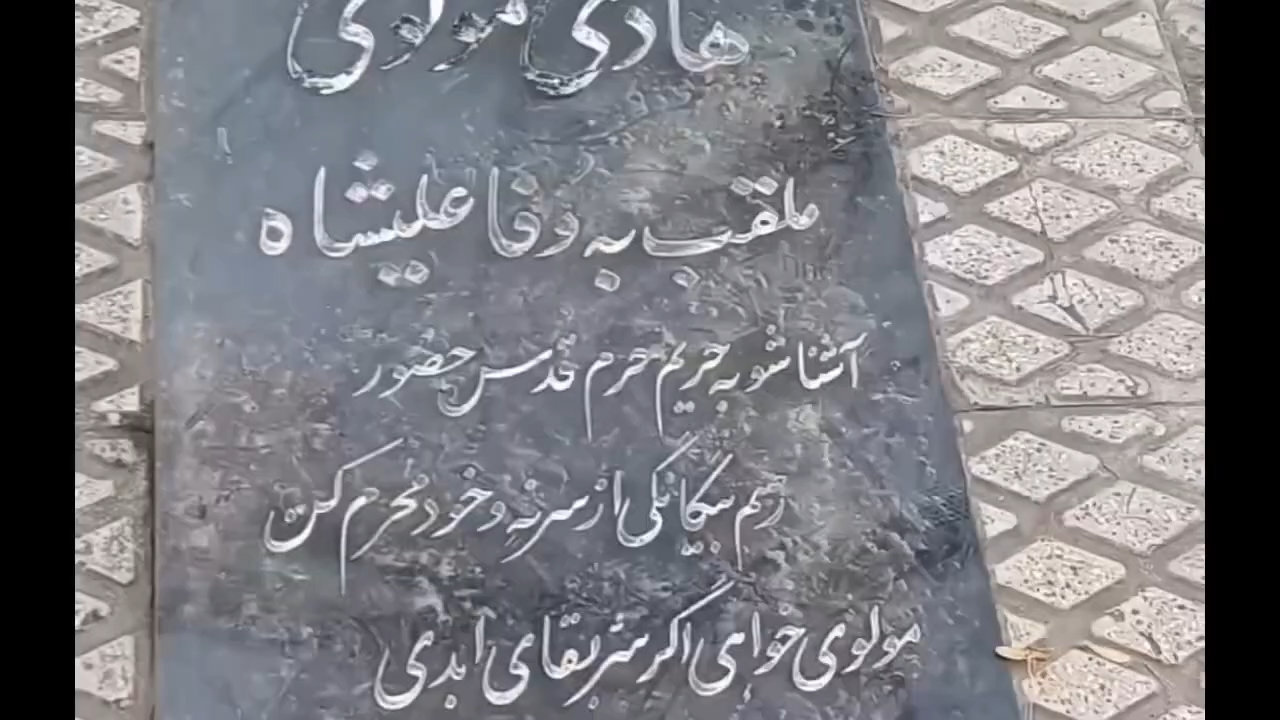 هادی مولوی
ملقب به وفا علیشاه
آشنا شو به حریم حرم قدس حضور
رسم بیگانگی از سر نه و خود محرم کن
مولوی خواهی اگر سر بقای ابدی